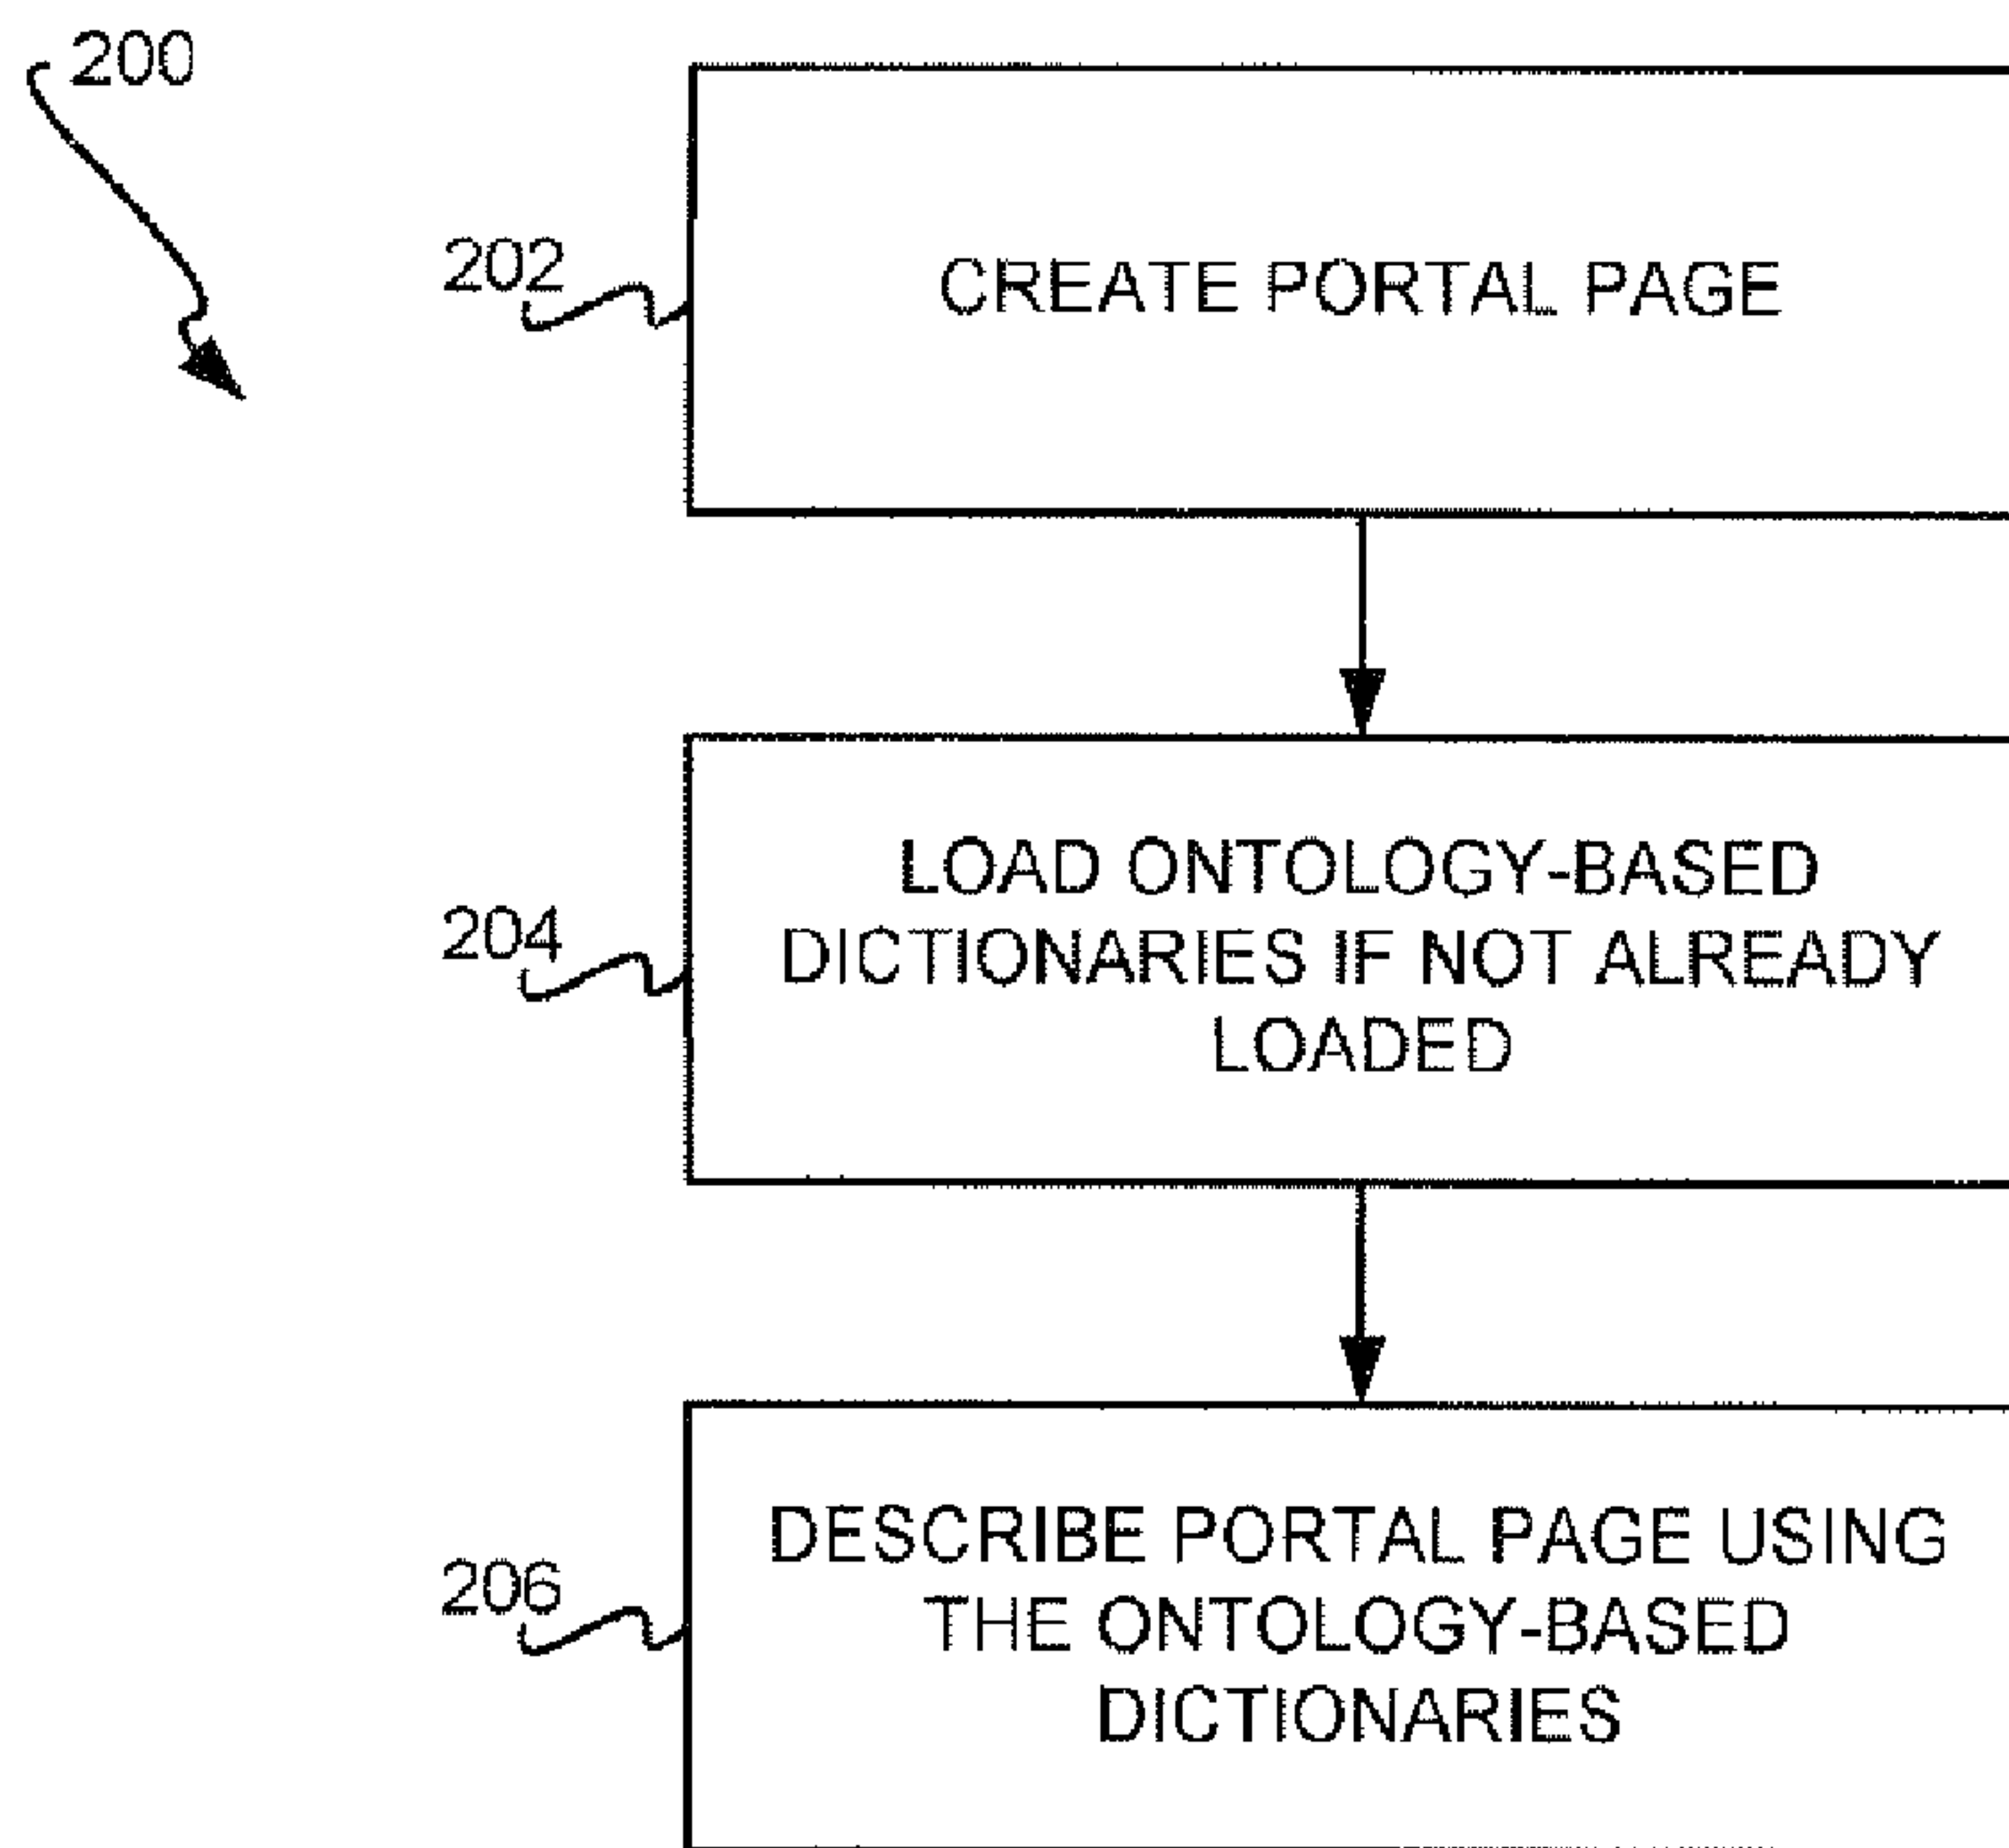 200
202
CREATE PORTAL PAGE
204
LOAD ONTOLOGY-BASED
DICTIONARIES IF NOT ALREADY
LOADED
206
DESCRIBE PORTAL PAGE USING
THE ONTOLOGY-BASED
DICTIONARIES